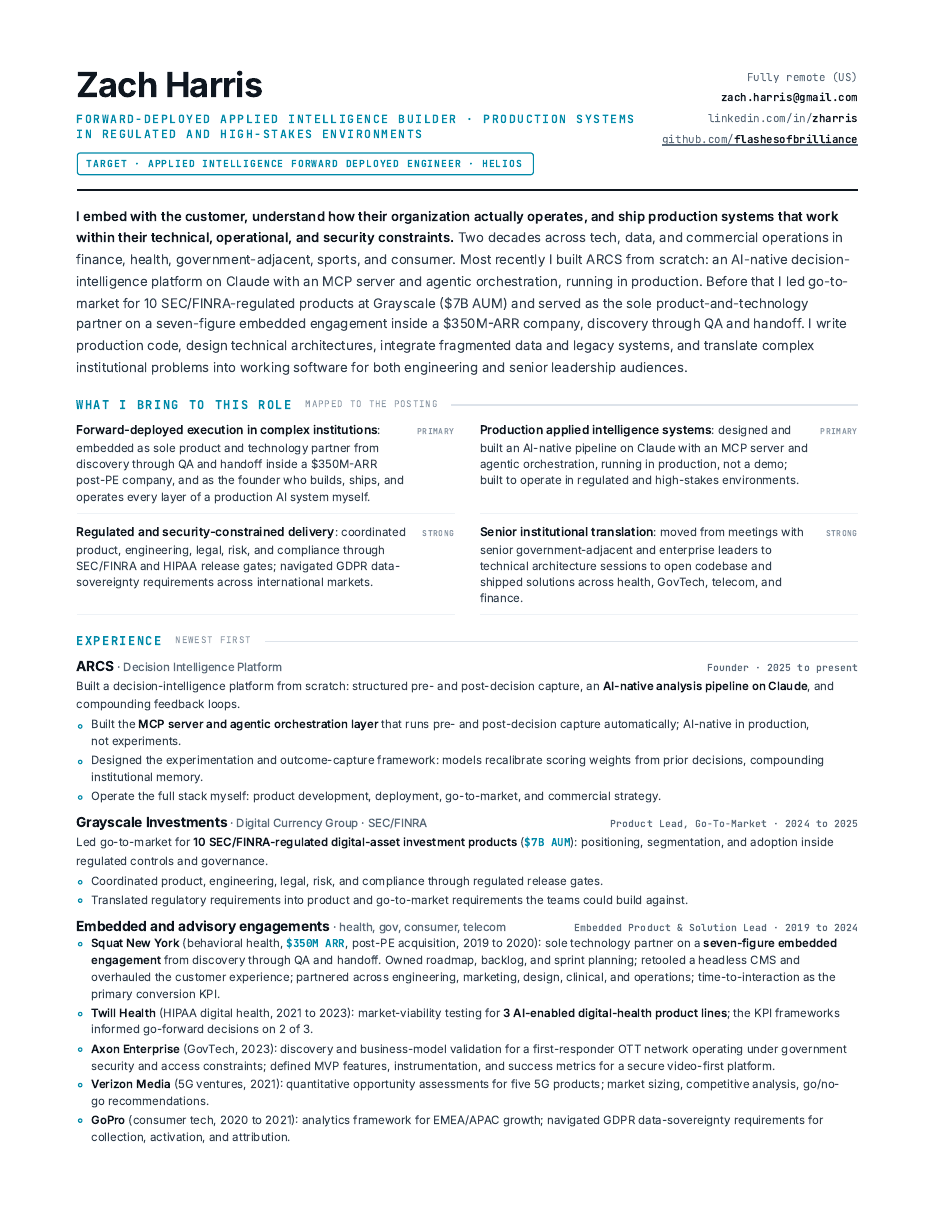 Zach Harris
Fully remote (US)
zach.harris@gmail.com
linkedin.com/in/zharris
github.com/flashesofbrilliance
FORWARD-DEPLOYED APPLIED INTELLIGENCE BUILDER · PRODUCTION SYSTEMS
IN REGULATED AND HIGH-STAKES ENVIRONMENTS
TARGET · APPLIED INTELLIGENCE FORWARD DEPLOYED ENGINEER · HELIOS
I embed with the customer, understand how their organization actually operates, and ship production systems that work
within their technical, operational, and security constraints. Two decades across tech, data, and commercial operations in
finance, health, government-adjacent, sports, and consumer. Most recently I built ARCS from scratch: an AI-native decision-
intelligence platform on Claude with an MCP server and agentic orchestration, running in production. Before that I led go-to-
market for 10 SEC/FINRA-regulated products at Grayscale ($7B AUM) and served as the sole product-and-technology
partner on a seven-figure embedded engagement inside a $350M-ARR company, discovery through QA and handoff. I write
production code, design technical architectures, integrate fragmented data and legacy systems, and translate complex
institutional problems into working software for both engineering and senior leadership audiences.
WHAT I BRING TO THIS ROLE MAPPED TO THE POSTING
Forward-deployed execution in complex institutions: PRIMARY
embedded as sole product and technology partner from
discovery through QA and handoff inside a $350M-ARR
post-PE company, and as the founder who builds, ships, and
operates every layer of a production AI system myself.
Production applied intelligence systems: designed and PRIMARY
built an AI-native pipeline on Claude with an MCP server and
agentic orchestration, running in production, not a demo;
built to operate in regulated and high-stakes environments.
Regulated and security-constrained delivery: coordinated STRONG
product, engineering, legal, risk, and compliance through
SEC/FINRA and HIPAA release gates; navigated GDPR data-
sovereignty requirements across international markets.
Senior institutional translation: moved from meetings with STRONG
senior government-adjacent and enterprise leaders to
technical architecture sessions to open codebase and
shipped solutions across health, GovTech, telecom, and
finance.
EXPERIENCE NEWEST FIRST
ARCS · Decision Intelligence Platform Founder · 2025 to present
Built a decision-intelligence platform from scratch: structured pre- and post-decision capture, an AI-native analysis pipeline on Claude, and
compounding feedback loops.
Built the MCP server and agentic orchestration layer that runs pre- and post-decision capture automatically; AI-native in production,
not experiments.
Designed the experimentation and outcome-capture framework: models recalibrate scoring weights from prior decisions, compounding
institutional memory.
Operate the full stack myself: product development, deployment, go-to-market, and commercial strategy.
Grayscale Investments · Digital Currency Group · SEC/FINRA Product Lead, Go-To-Market · 2024 to 2025
Led go-to-market for 10 SEC/FINRA-regulated digital-asset investment products ($7B AUM): positioning, segmentation, and adoption inside
regulated controls and governance.
Coordinated product, engineering, legal, risk, and compliance through regulated release gates.
Translated regulatory requirements into product and go-to-market requirements the teams could build against.
Embedded and advisory engagements · health, gov, consumer, telecom Embedded Product & Solution Lead · 2019 to 2024
Squat New York (behavioral health, $350M ARR, post-PE acquisition, 2019 to 2020): sole technology partner on a seven-figure embedded
engagement from discovery through QA and handoff. Owned roadmap, backlog, and sprint planning; retooled a headless CMS and
overhauled the customer experience; partnered across engineering, marketing, design, clinical, and operations; time-to-interaction as the
primary conversion KPI.
Twill Health (HIPAA digital health, 2021 to 2023): market-viability testing for 3 AI-enabled digital-health product lines; the KPI frameworks
informed go-forward decisions on 2 of 3.
Axon Enterprise (GovTech, 2023): discovery and business-model validation for a first-responder OTT network operating under government
security and access constraints; defined MVP features, instrumentation, and success metrics for a secure video-first platform.
Verizon Media (5G ventures, 2021): quantitative opportunity assessments for five 5G products; market sizing, competitive analysis, go/no-
go recommendations.
GoPro (consumer tech, 2020 to 2021): analytics framework for EMEA/APAC growth; navigated GDPR data-sovereignty requirements for
collection, activation, and attribution.